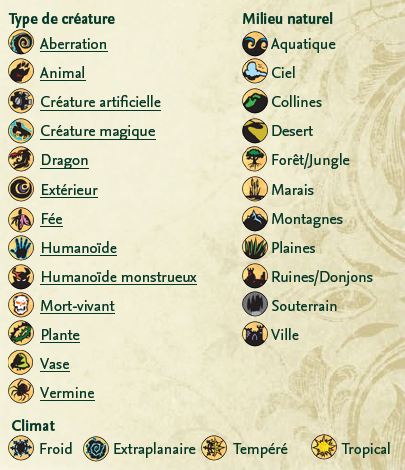 Type de créature
Aberration
Animal
Créature artificielle
Créature magique
Dragon
Extérieur
Fée
Humanoïde
Humanoïde monstrueux
Mort-vivant
Plante
Vase
Vermine
Milieu naturel
Aquatique
Ciel
Collines
Desert
Forêt/Jungle
Marais
Montagnes
Plaines
Ruines/Donjons
Souterrain
Ville
Climat
Froid Extraplanaire Tempéré Tropical